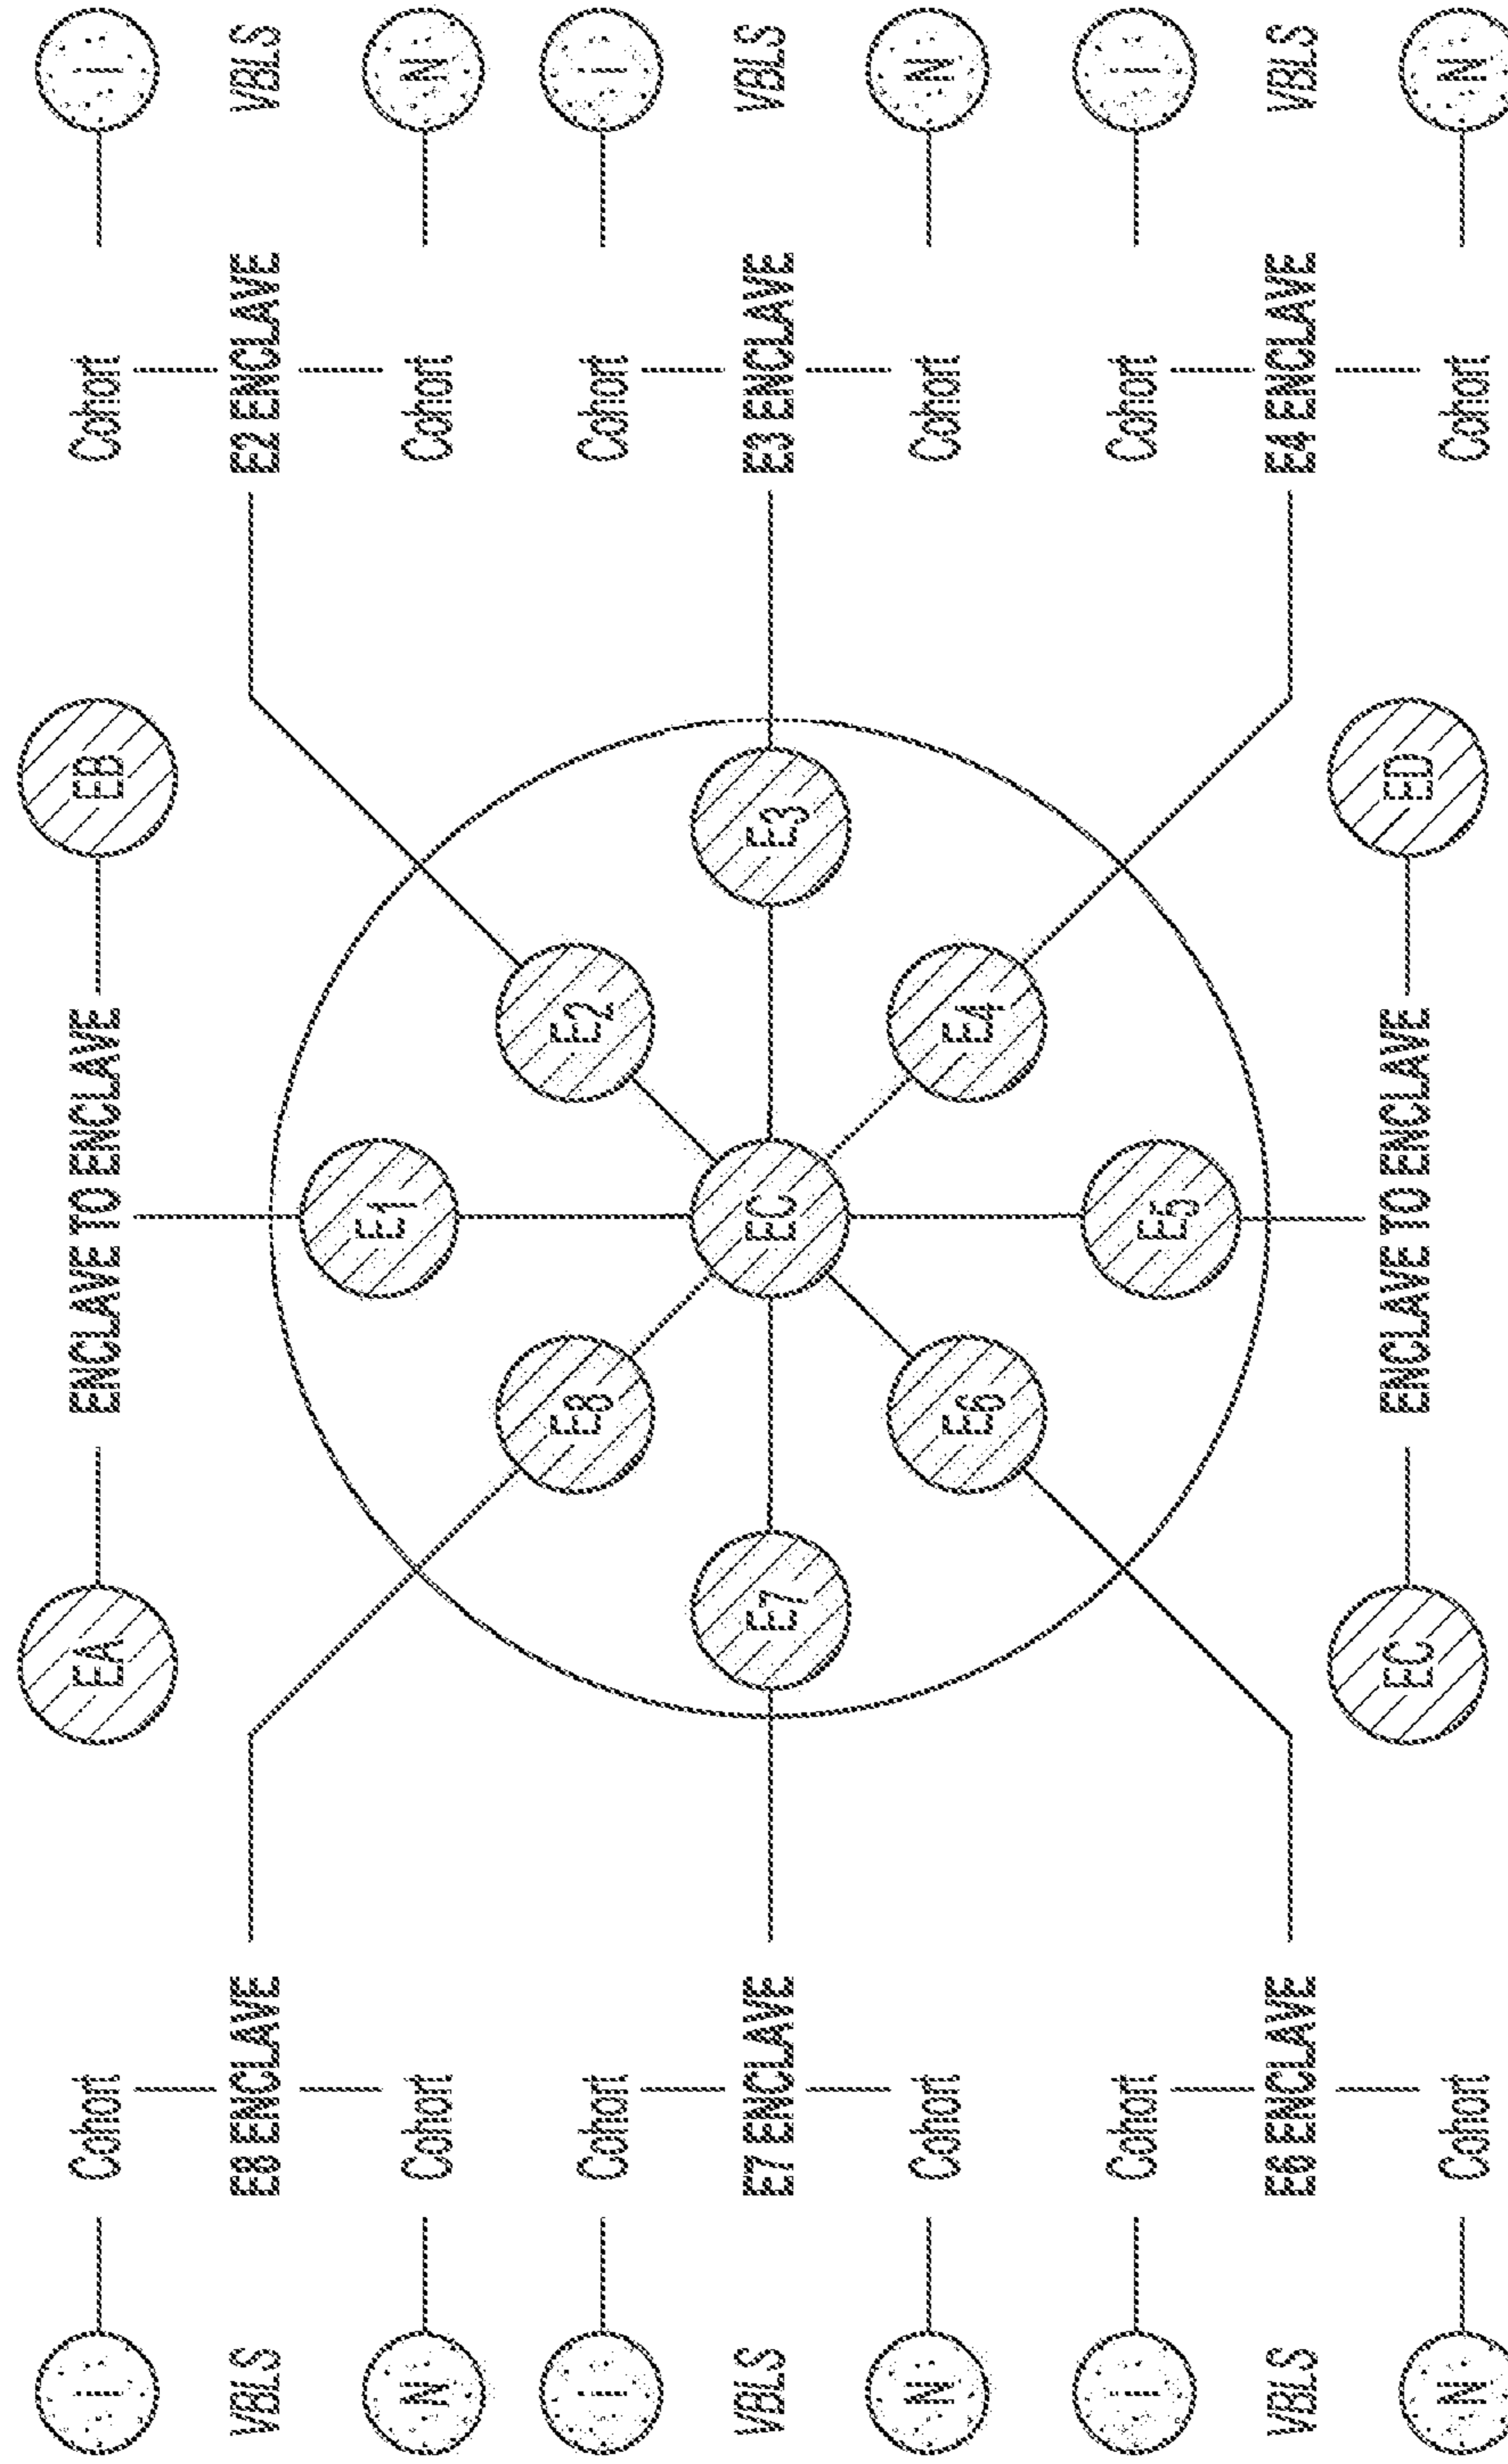 I Cohort EA ENCLAVE TO ENCLAVE EB Cohort I
VBLS E8 ENCLAVE E2 ENCLAVE VBLS
E1
N Cohort Cohort N
E8 E2
I Cohort Cohort I
VBLS E7 ENCLAVE E7 EC E3 E3 ENCLAVE VBLS
N Cohort Cohort N
E6 E4
I Cohort Cohort I
E5
VBLS E6 ENCLAVE E4 ENCLAVE VBLS
EC ENCLAVE TO ENCLAVE ED
N Cohort Cohort N